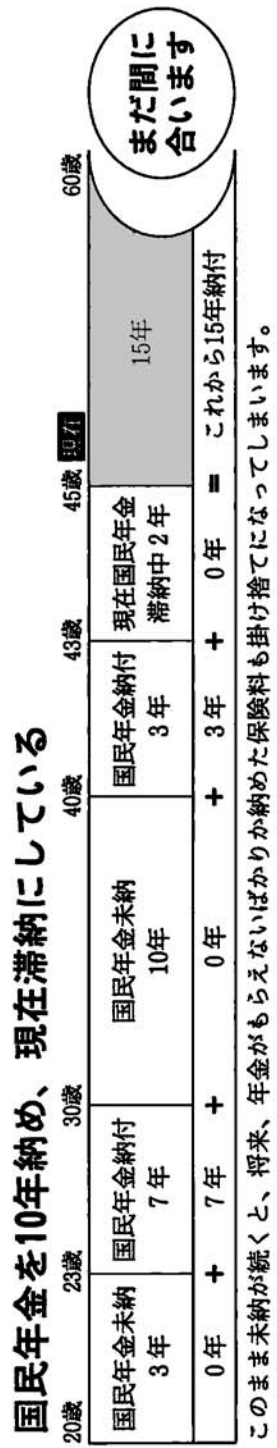 国民年金を10年納め、現在滞納にしている
20歳 23歳 30歳 40歳 43歳 45歳 現在 60歳
国民年金未納 3年
国民年金納付 7年
国民年金未納 10年
国民年金納付 3年
現在国民年金 滞納中2年
15年
0年 + 7年 + 0年 + 3年 + 0年 = これから15年納付
まだ間に
合います
このまま未納が続くと、将来、年金がもらえないばかりか納めた保険料も掛け捨てになってしまいます。